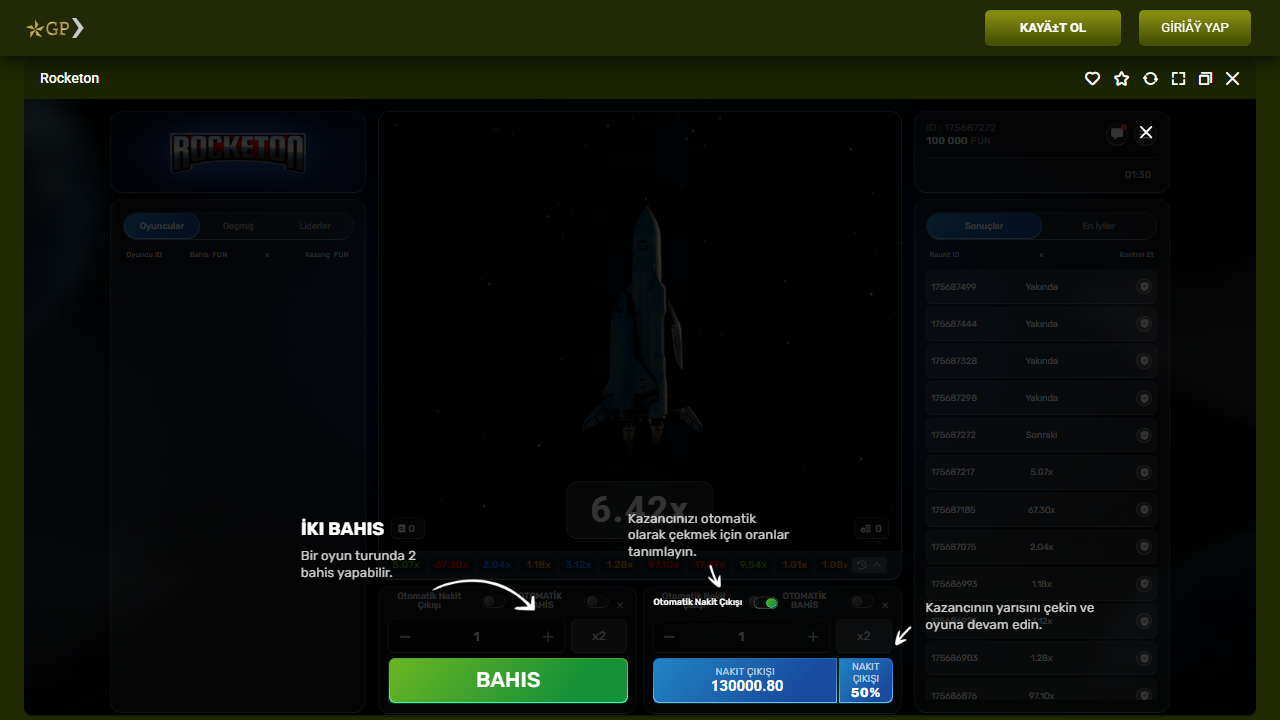 GP
KAYÄ±T OL
GİRİÅŸ YAP
Rocketon
ROCKETON
ID : 175687272
100 000 FUN
01:30
Oyuncular Geçmiş Liderler
Oyuncu ID Bahis FUN x Kazanç FUN
Sonuçlar En İyiler
Raunt ID x Kontrol Et
175687499 Yakında
175687444 Yakında
175687328 Yakında
175687298 Yakında
175687272 Sonraki
175687217 5.07x
175687185 67.30x
175687075 2.04x
175686993 1.18x
175686903 1.28x
175686876 97.10x
6.42x
0
0
İKI BAHIS
Bir oyun turunda 2
bahis yapabilir.
Kazancınızı otomatik
olarak çekmek için oranlar
tanımlayın.
5.07x 67.30x 2.04x 1.18x 3.12x 1.28x 97.10x 9.54x 1.01x 1.08x
Otomatik Nakit
Çıkışı
OTOMATİK
BAHİS
1
x2
BAHIS
Otomatik Nakit Çıkışı
OTOMATİK
BAHİS
1
x2
NAKIT ÇIKIŞI
130000.80
NAKIT
ÇIKIŞI
50%
Kazancının yarısını çekin ve
oyuna devam edin.